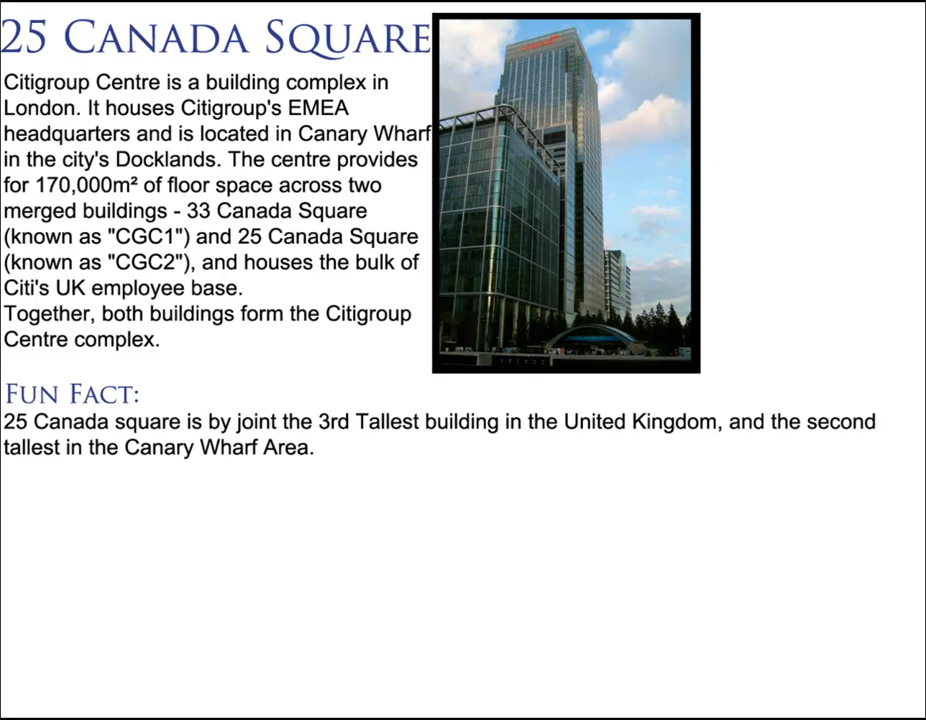 25 Canada Square
Citigroup Centre is a building complex in
London. It houses Citigroup's EMEA
headquarters and is located in Canary Wharf
in the city's Docklands. The centre provides
for 170,000m² of floor space across two
merged buildings - 33 Canada Square
(known as "CGC1") and 25 Canada Square
(known as "CGC2"), and houses the bulk of
Citi's UK employee base.
Together, both buildings form the Citigroup
Centre complex.
Fun Fact:
25 Canada square is by joint the 3rd Tallest building in the United Kingdom, and the second
tallest in the Canary Wharf Area.